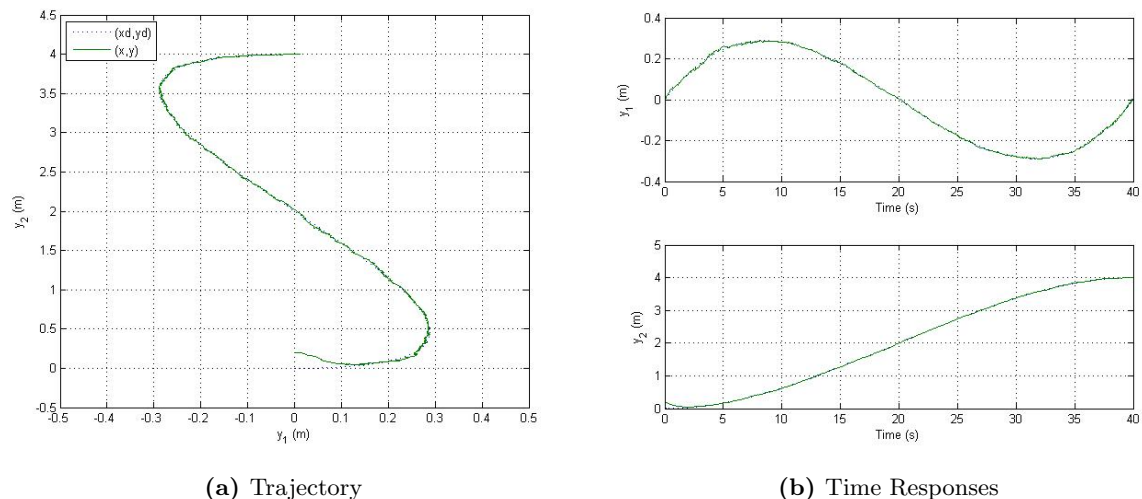 4.5
4
3.5
3
2.5
2
1.5
1
0.5
0
-0.5
y2 (m)
(xd,yd)
(x,y)
-0.5 -0.4 -0.3 -0.2 -0.1 0 0.1 0.2 0.3 0.4 0.5
y1 (m)
(a) Trajectory
0.4
0.2
0
-0.2
-0.4
y1 (m)
0 5 10 15 20 25 30 35 40
Time (s)
5
4
3
2
1
0
y2 (m)
0 5 10 15 20 25 30 35 40
Time (s)
(b) Time Responses